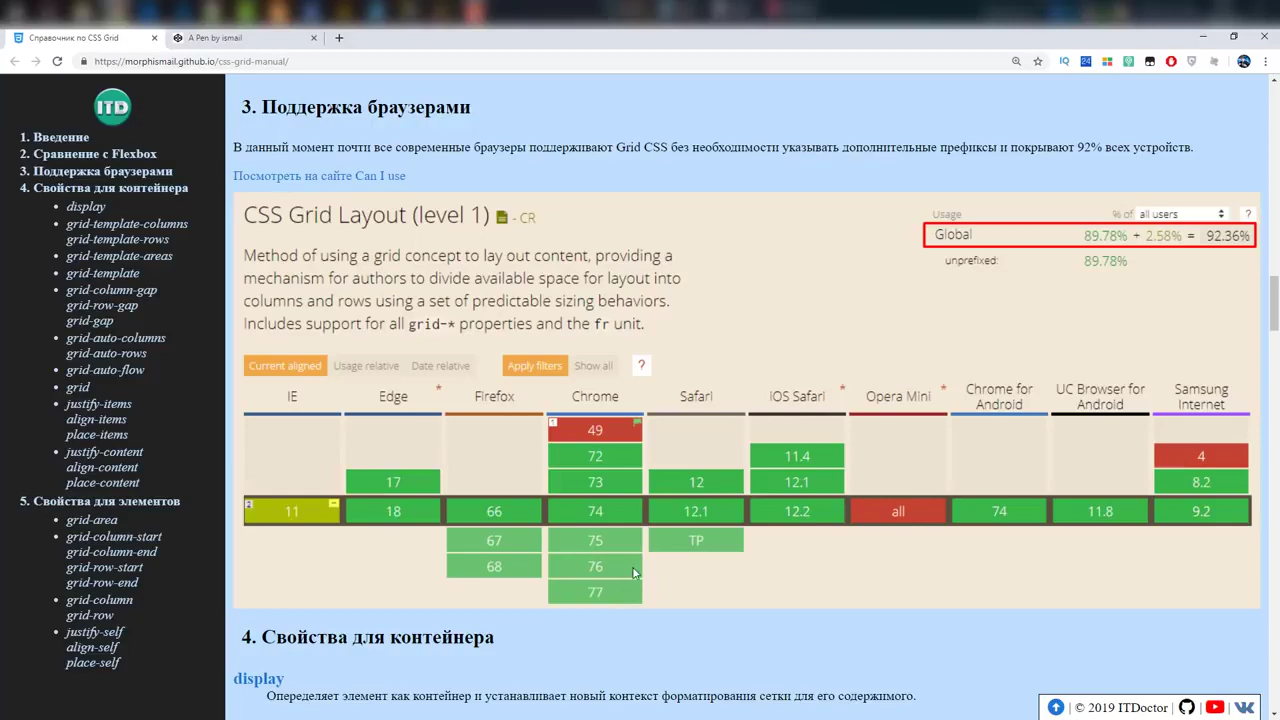 Справочник по CSS Grid
A Pen by ismail
https://morphismail.github.io/css-grid-manual/
ITD
1. Введение
2. Сравнение с Flexbox
3. Поддержка браузерами
4. Свойства для контейнера
display
grid-template-columns
grid-template-rows
grid-template-areas
grid-template
grid-column-gap
grid-row-gap
grid-gap
grid-auto-columns
grid-auto-rows
grid-auto-flow
grid
justify-items
align-items
place-items
justify-content
align-content
place-content
5. Свойства для элементов
grid-area
grid-column-start
grid-column-end
grid-row-start
grid-row-end
grid-column
grid-row
justify-self
align-self
place-self
3. Поддержка браузерами
В данный момент почти все современные браузеры поддерживают Grid CSS без необходимости указывать дополнительные префиксы и покрывают 92% всех устройств.
Посмотреть на сайте Can I use
CSS Grid Layout (level 1) - CR
Usage % of all users ?
Global 89.78% + 2.58% = 92.36%
unprefixed: 89.78%
Method of using a grid concept to lay out content, providing a
mechanism for authors to divide available space for layout into
columns and rows using a set of predictable sizing behaviors.
Includes support for all grid-* properties and the fr unit.
Current aligned Usage relative Date relative Apply filters Show all ?
IE Edge * Firefox Chrome Safari iOS Safari * Opera Mini * Chrome for Android UC Browser for Android Samsung Internet
49
72 11.4 4
17 73 12 12.1 8.2
11 18 66 74 12.1 12.2 all 74 11.8 9.2
67 75 TP
68 76
77
4. Свойства для контейнера
display
Опеределяет элемент как контейнер и устанавливает новый контекст форматирования сетки для его содержимого.
| © 2019 ITDoctor |